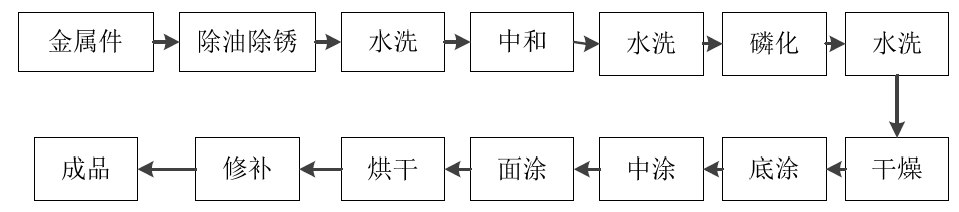 金属件 除油除锈 水洗 中和 水洗 磷化 水洗
成品 修补 烘干 面涂 中涂 底涂 干燥